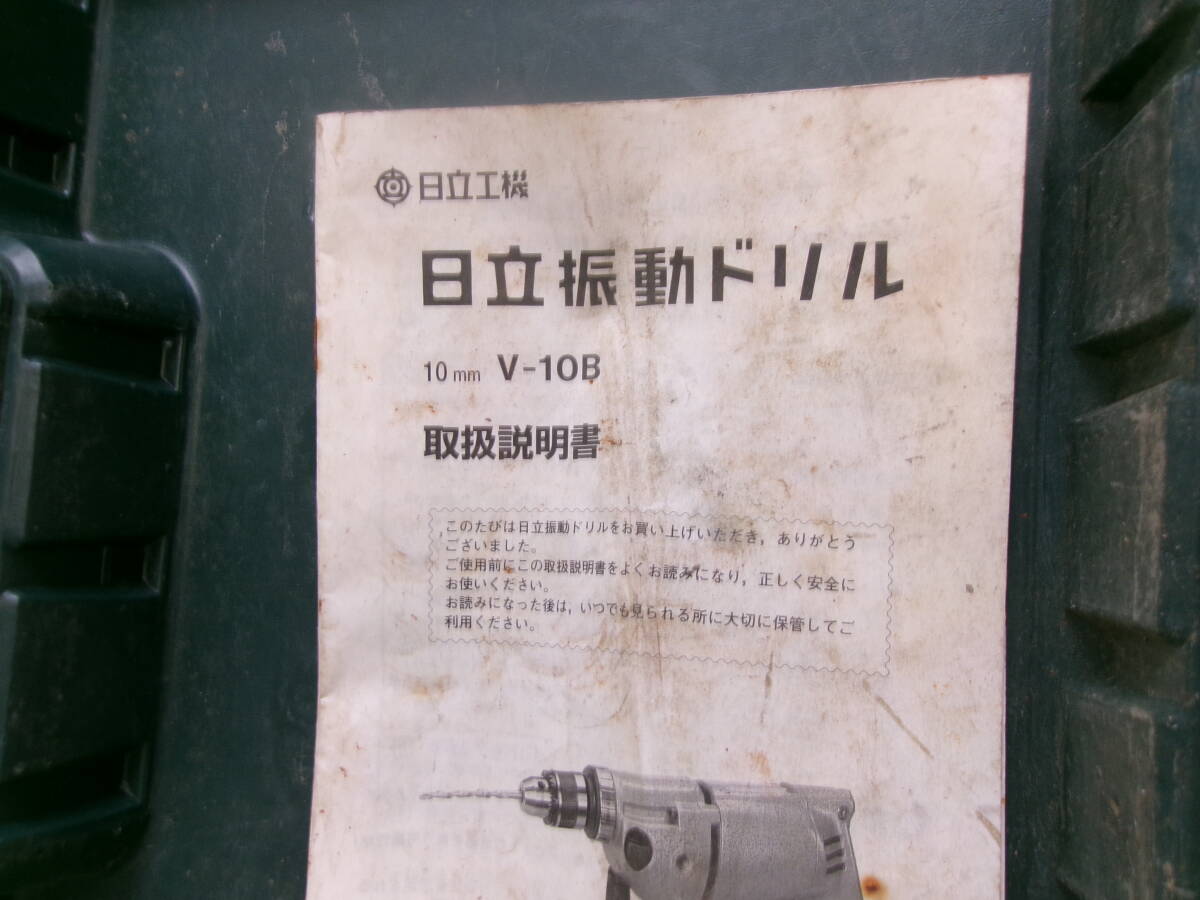 日立工機
日立振動ドリル
10mm V-10B
取扱説明書
このたびは日立振動ドリルをお買い上げいただき，ありがとう
ございました。
ご使用前にこの取扱説明書をよくお読みになり，正しく安全に
お使いください。
お読みになった後は，いつでも見られる所に大切に保管してご
利用ください。